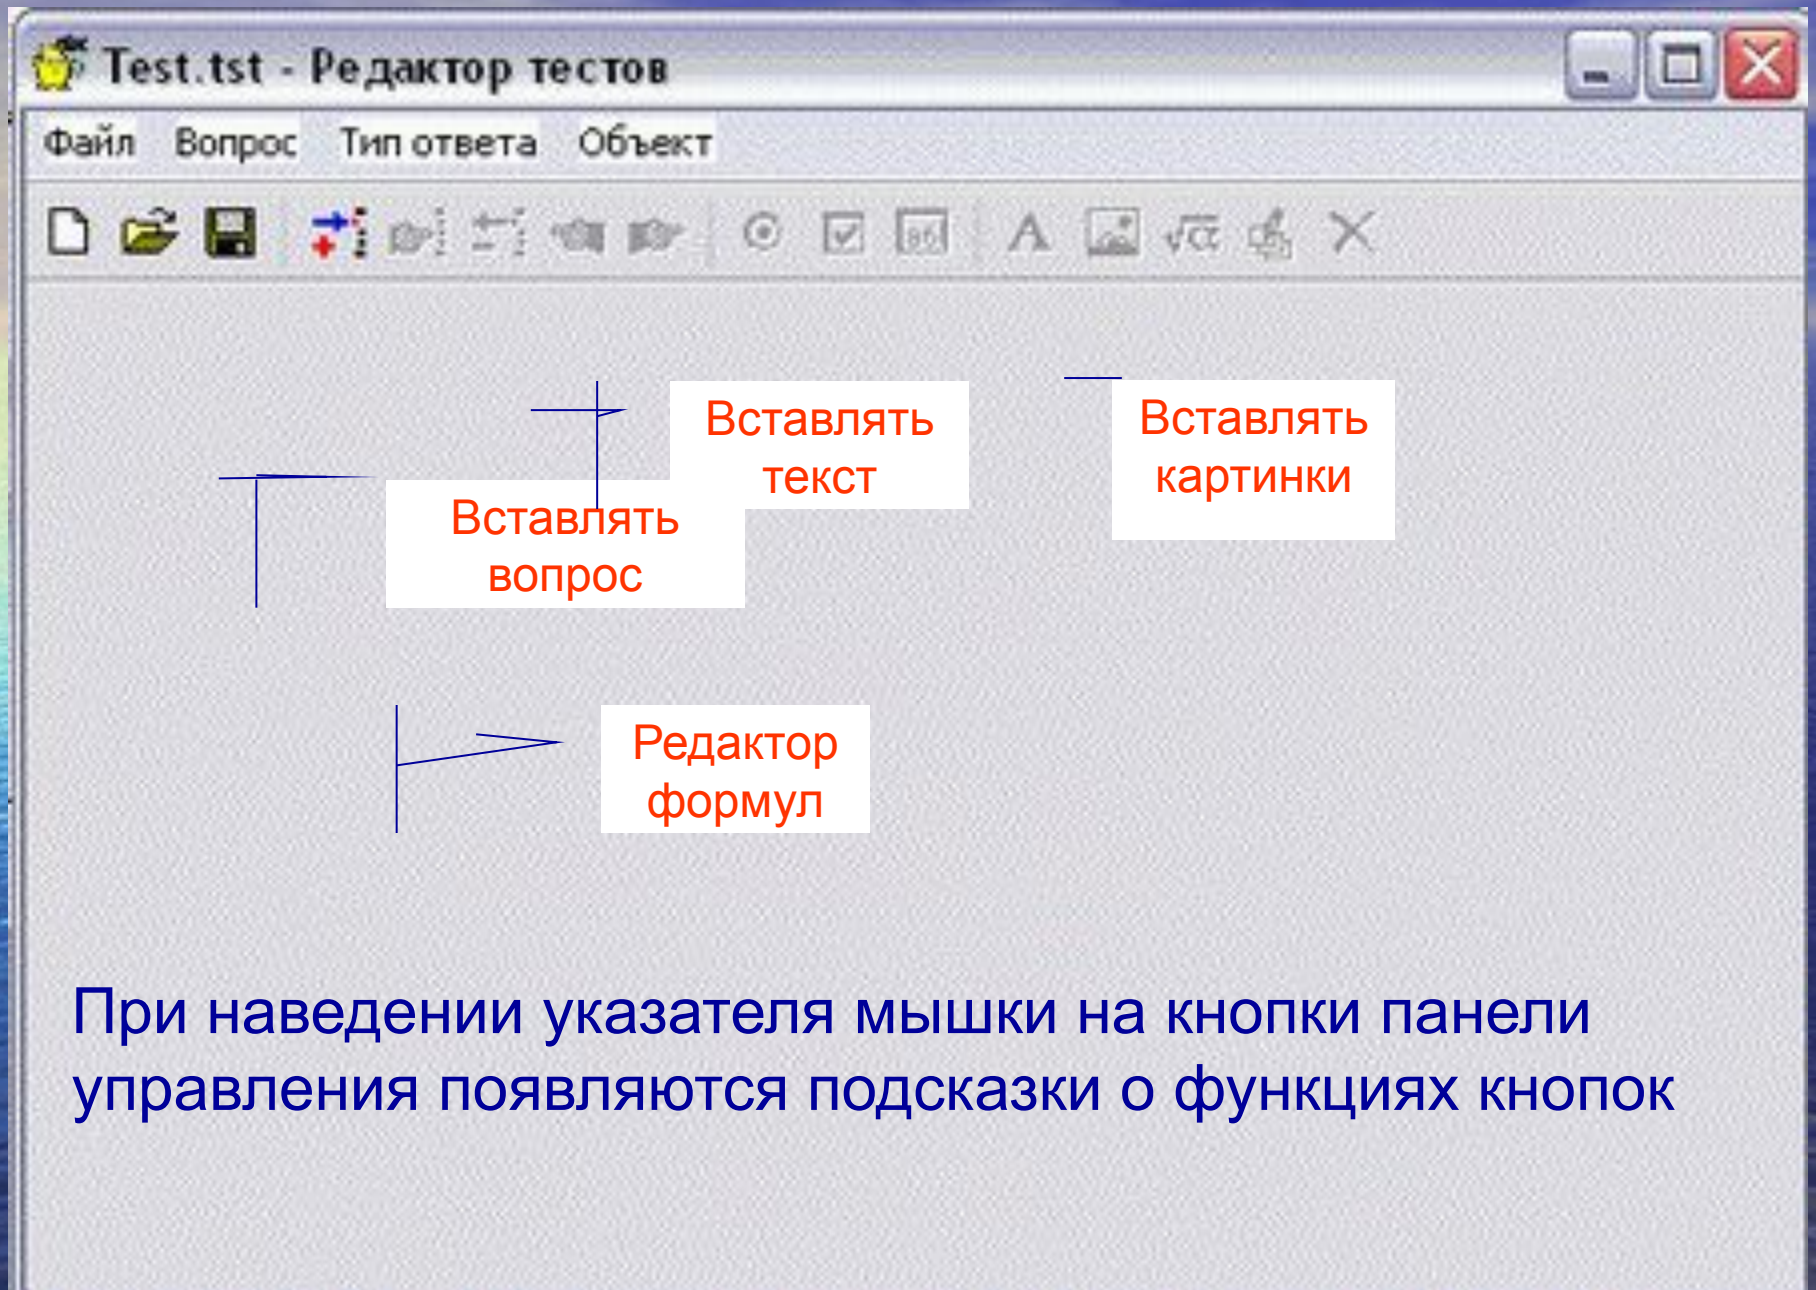 Test.tst - Редактор тестов
Файл Вопрос Тип ответа Объект
Вставлять
текст
Вставлять
картинки
Вставлять
вопрос
Редактор
формул
При наведении указателя мышки на кнопки панели
управления появляются подсказки о функциях кнопок